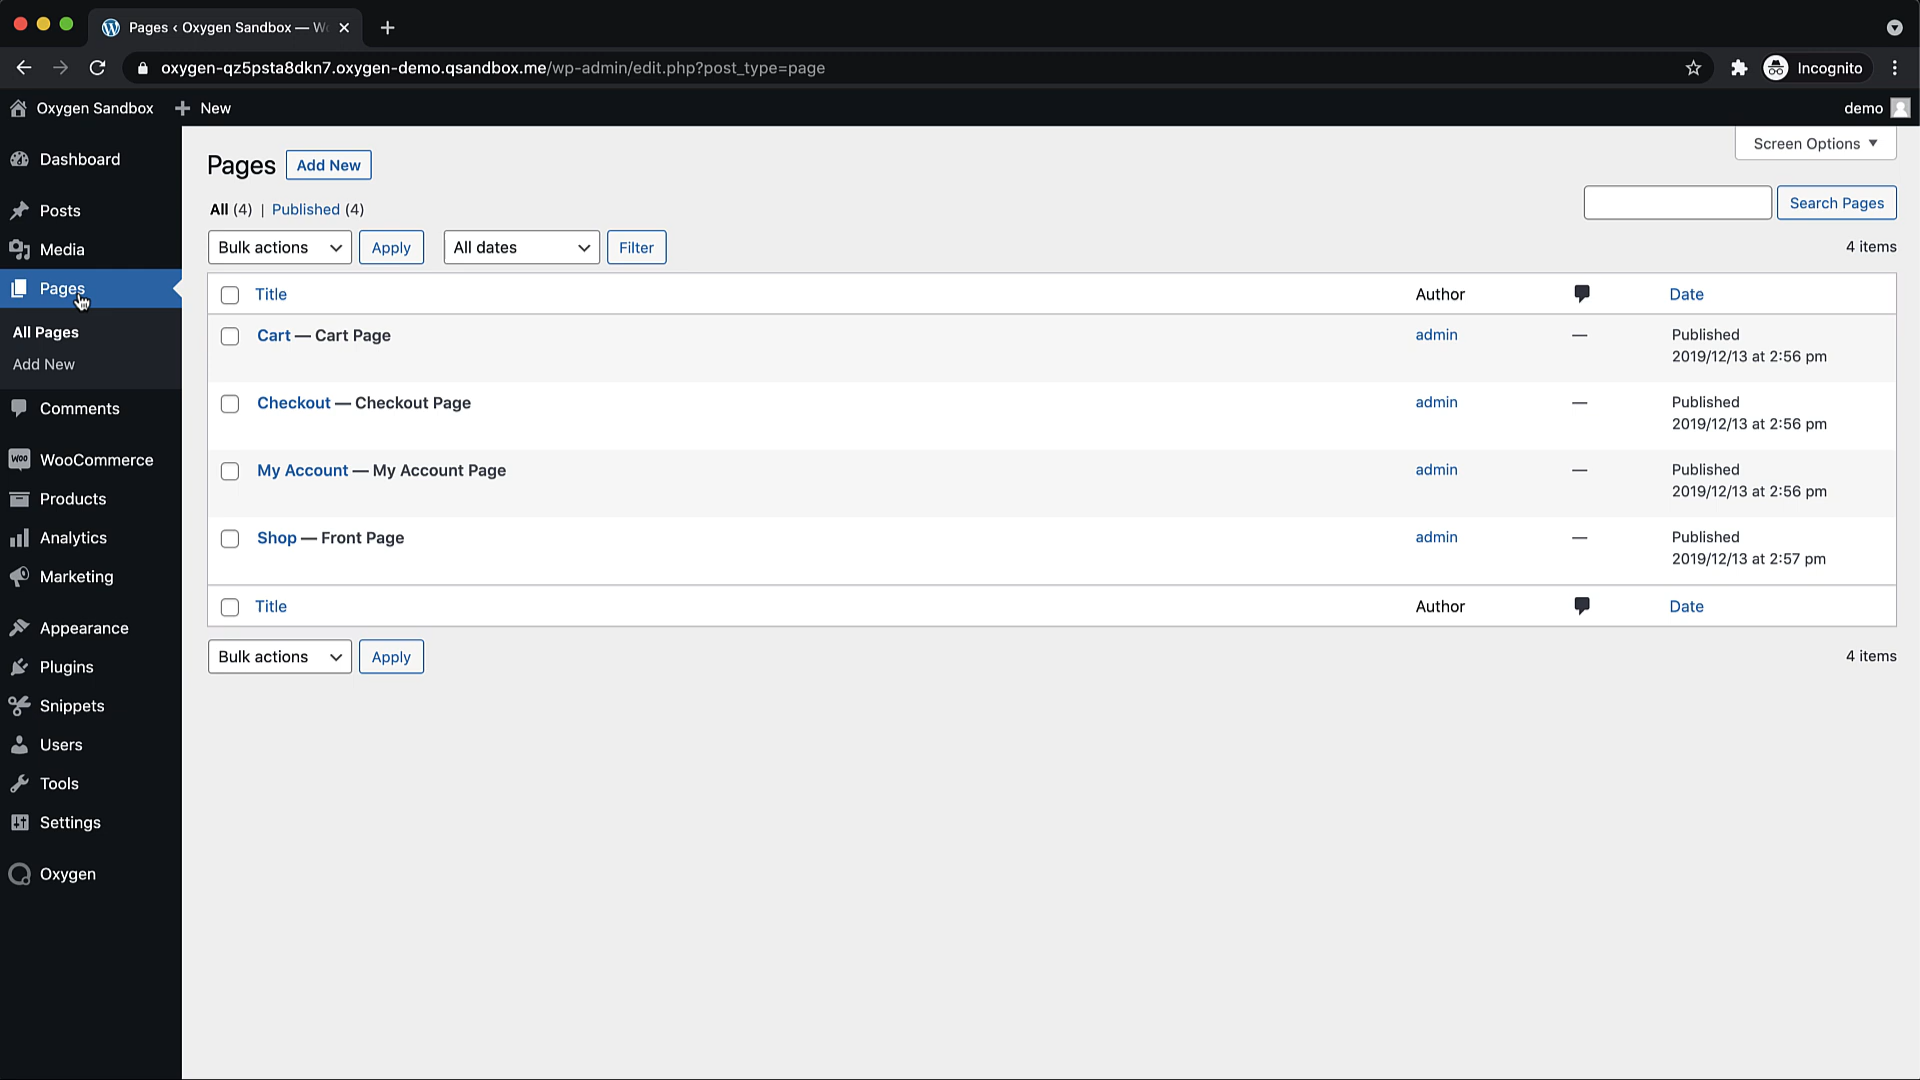 Pages ‹ Oxygen Sandbox — W
oxygen-qz5psta8dkn7.oxygen-demo.qsandbox.me/wp-admin/edit.php?post_type=page
Incognito
Oxygen Sandbox
New
demo
Dashboard
Posts
Media
Pages
All Pages
Add New
Comments
WooCommerce
Products
Analytics
Marketing
Appearance
Plugins
Snippets
Users
Tools
Settings
Oxygen
Screen Options
Pages Add New
All (4) | Published (4)
Search Pages
Bulk actions Apply All dates Filter 4 items
Title Author Date
Cart — Cart Page admin — Published
2019/12/13 at 2:56 pm
Checkout — Checkout Page admin — Published
2019/12/13 at 2:56 pm
My Account — My Account Page admin — Published
2019/12/13 at 2:56 pm
Shop — Front Page admin — Published
2019/12/13 at 2:57 pm
Title Author Date
Bulk actions Apply 4 items